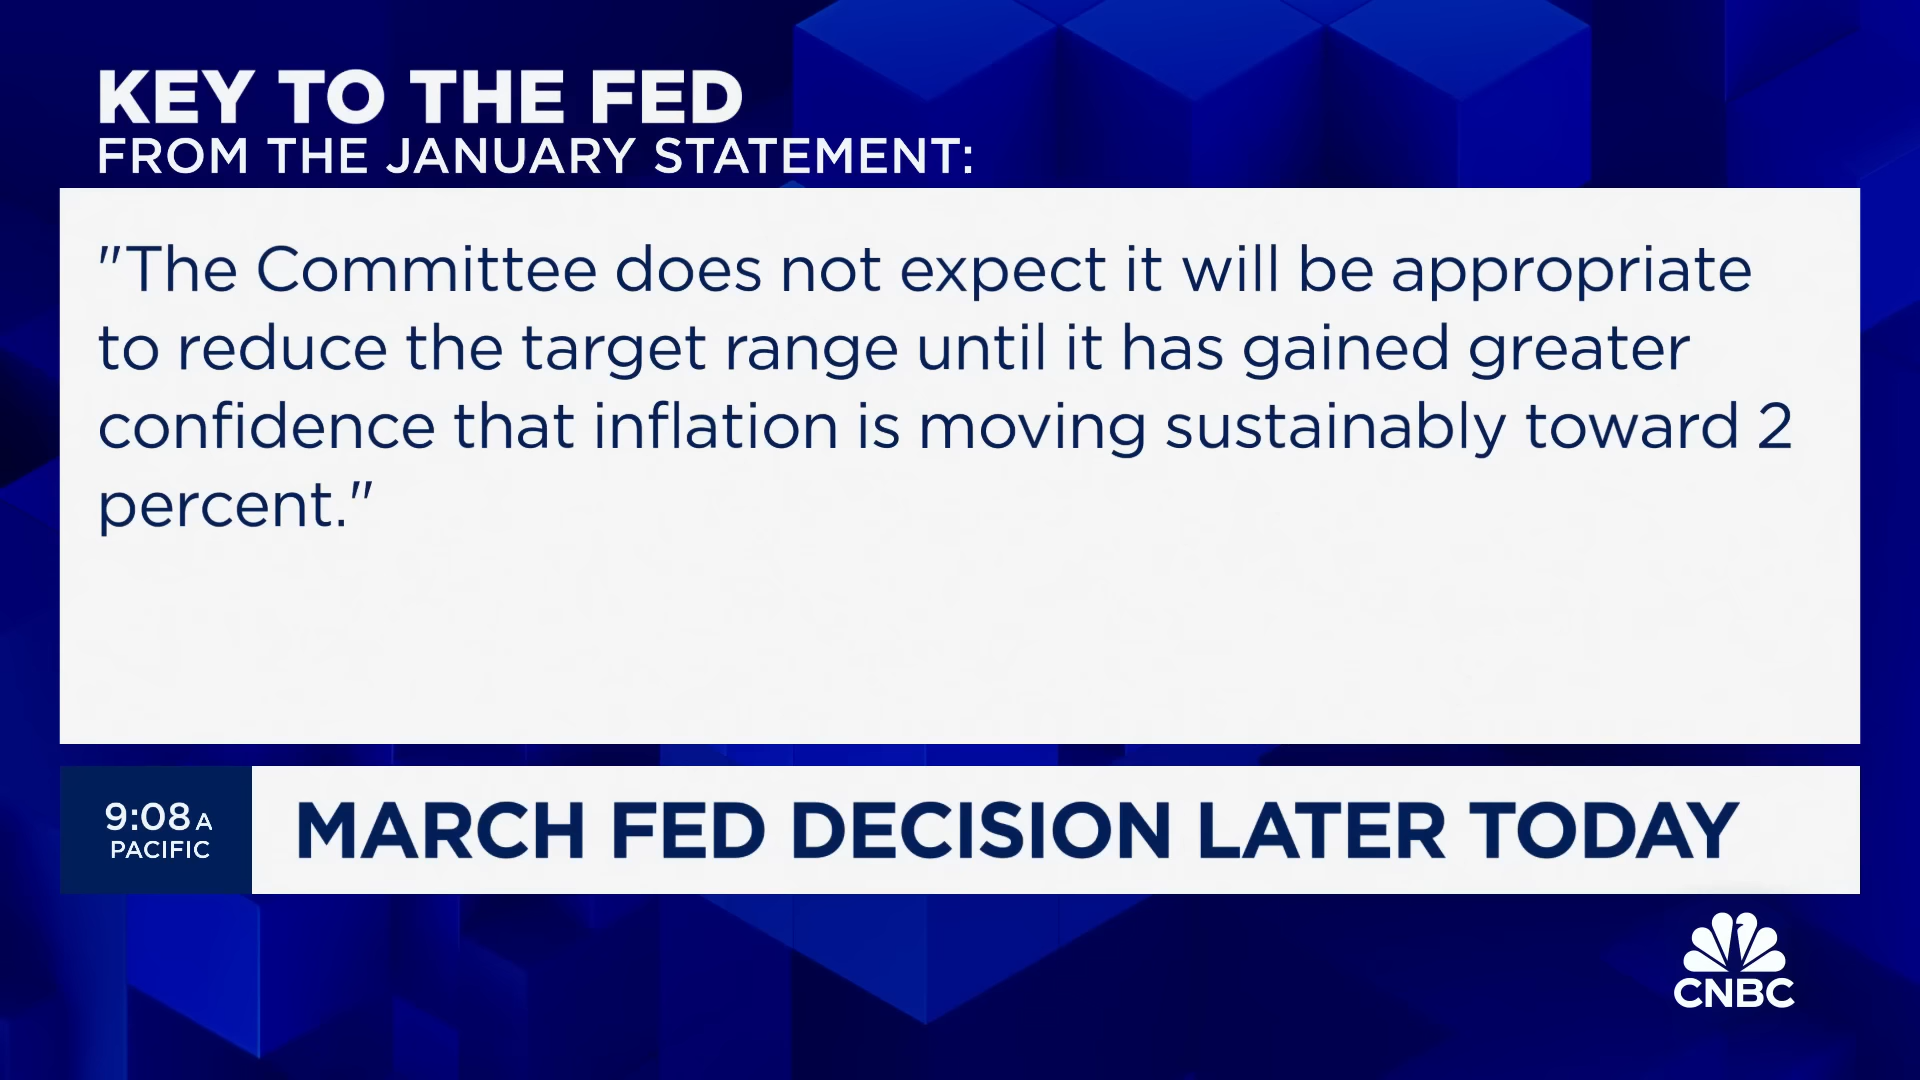 KEY TO THE FED
FROM THE JANUARY STATEMENT:
"The Committee does not expect it will be appropriate
to reduce the target range until it has gained greater
confidence that inflation is moving sustainably toward 2
percent."
9:08 A
PACIFIC
MARCH FED DECISION LATER TODAY
CNBC